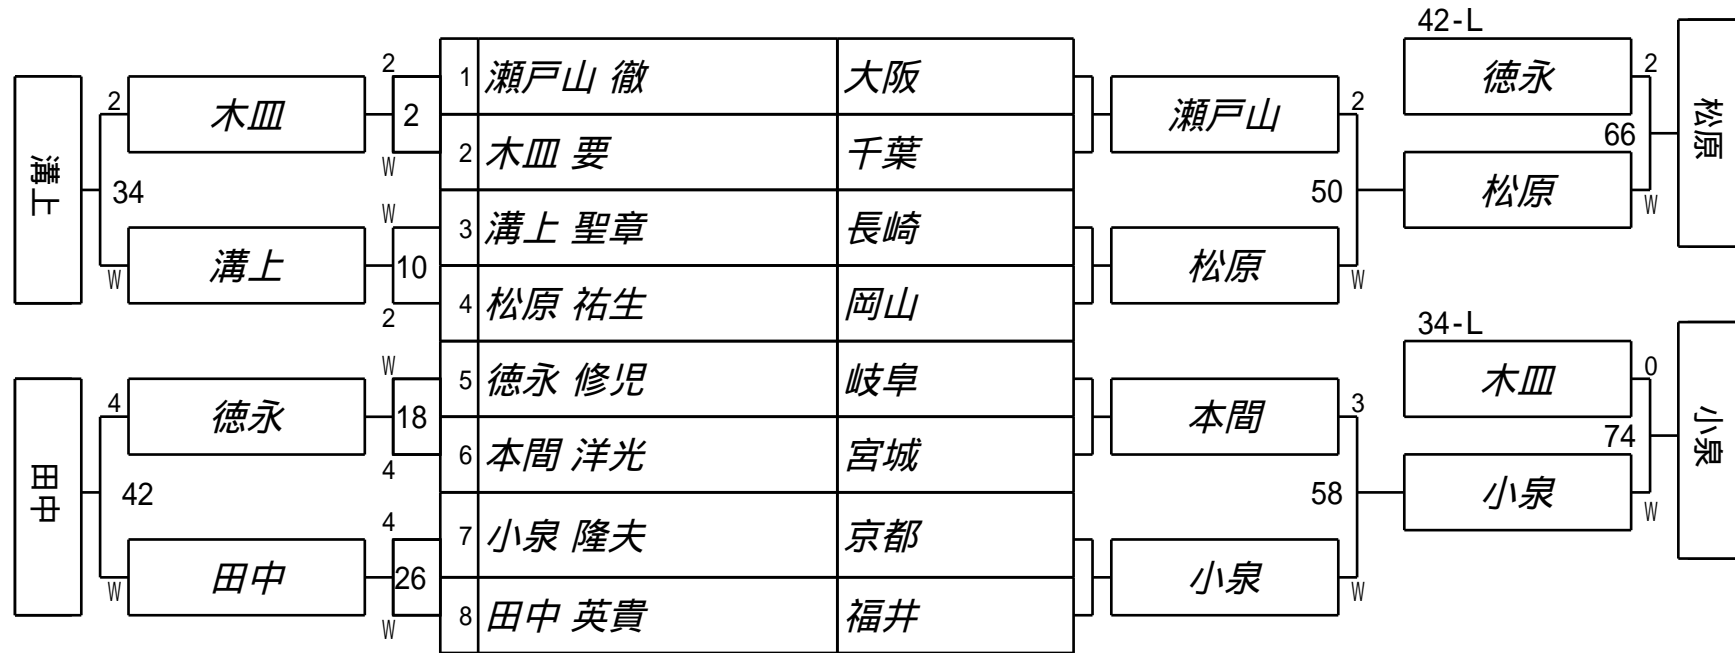 42-L
2
1 瀬戸山 徹 大阪
徳永
2
2
木皿
2
瀬戸山
2
松原
66
2 木皿 要 千葉
W
溝上
34
50
松原
W
W
3 溝上 聖章 長崎
溝上
10
松原
W
W
4 松原 祐生 岡山
2
34-L
W
5 徳永 修児 岐阜
木皿
0
4
徳永
18
本間
3
小泉
74
6 本間 洋光 宮城
4
田中
42
58
小泉
W
4
7 小泉 隆夫 京都
田中
26
小泉
W
W
8 田中 英貴 福井
W